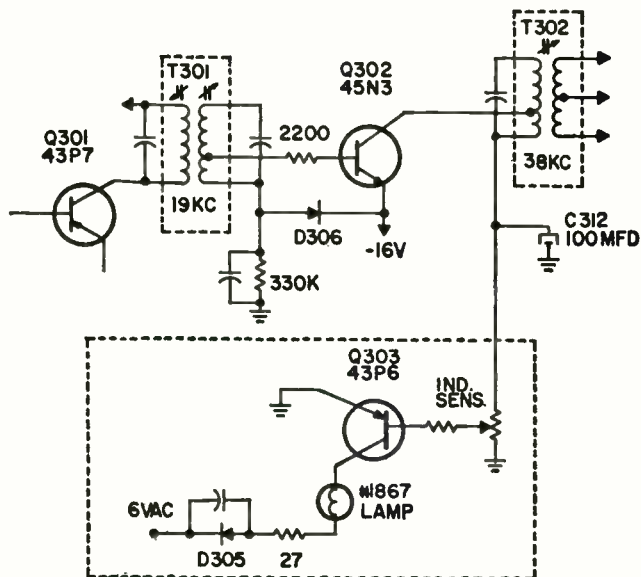 T302
T301
Q302
45N3
Q301
43P7
2200
38KC
19KC
D306
-16V
C312
100MFD
330K
Q303
43P6
IND.
SENS.
#1867
LAMP
6VAC
D305
27